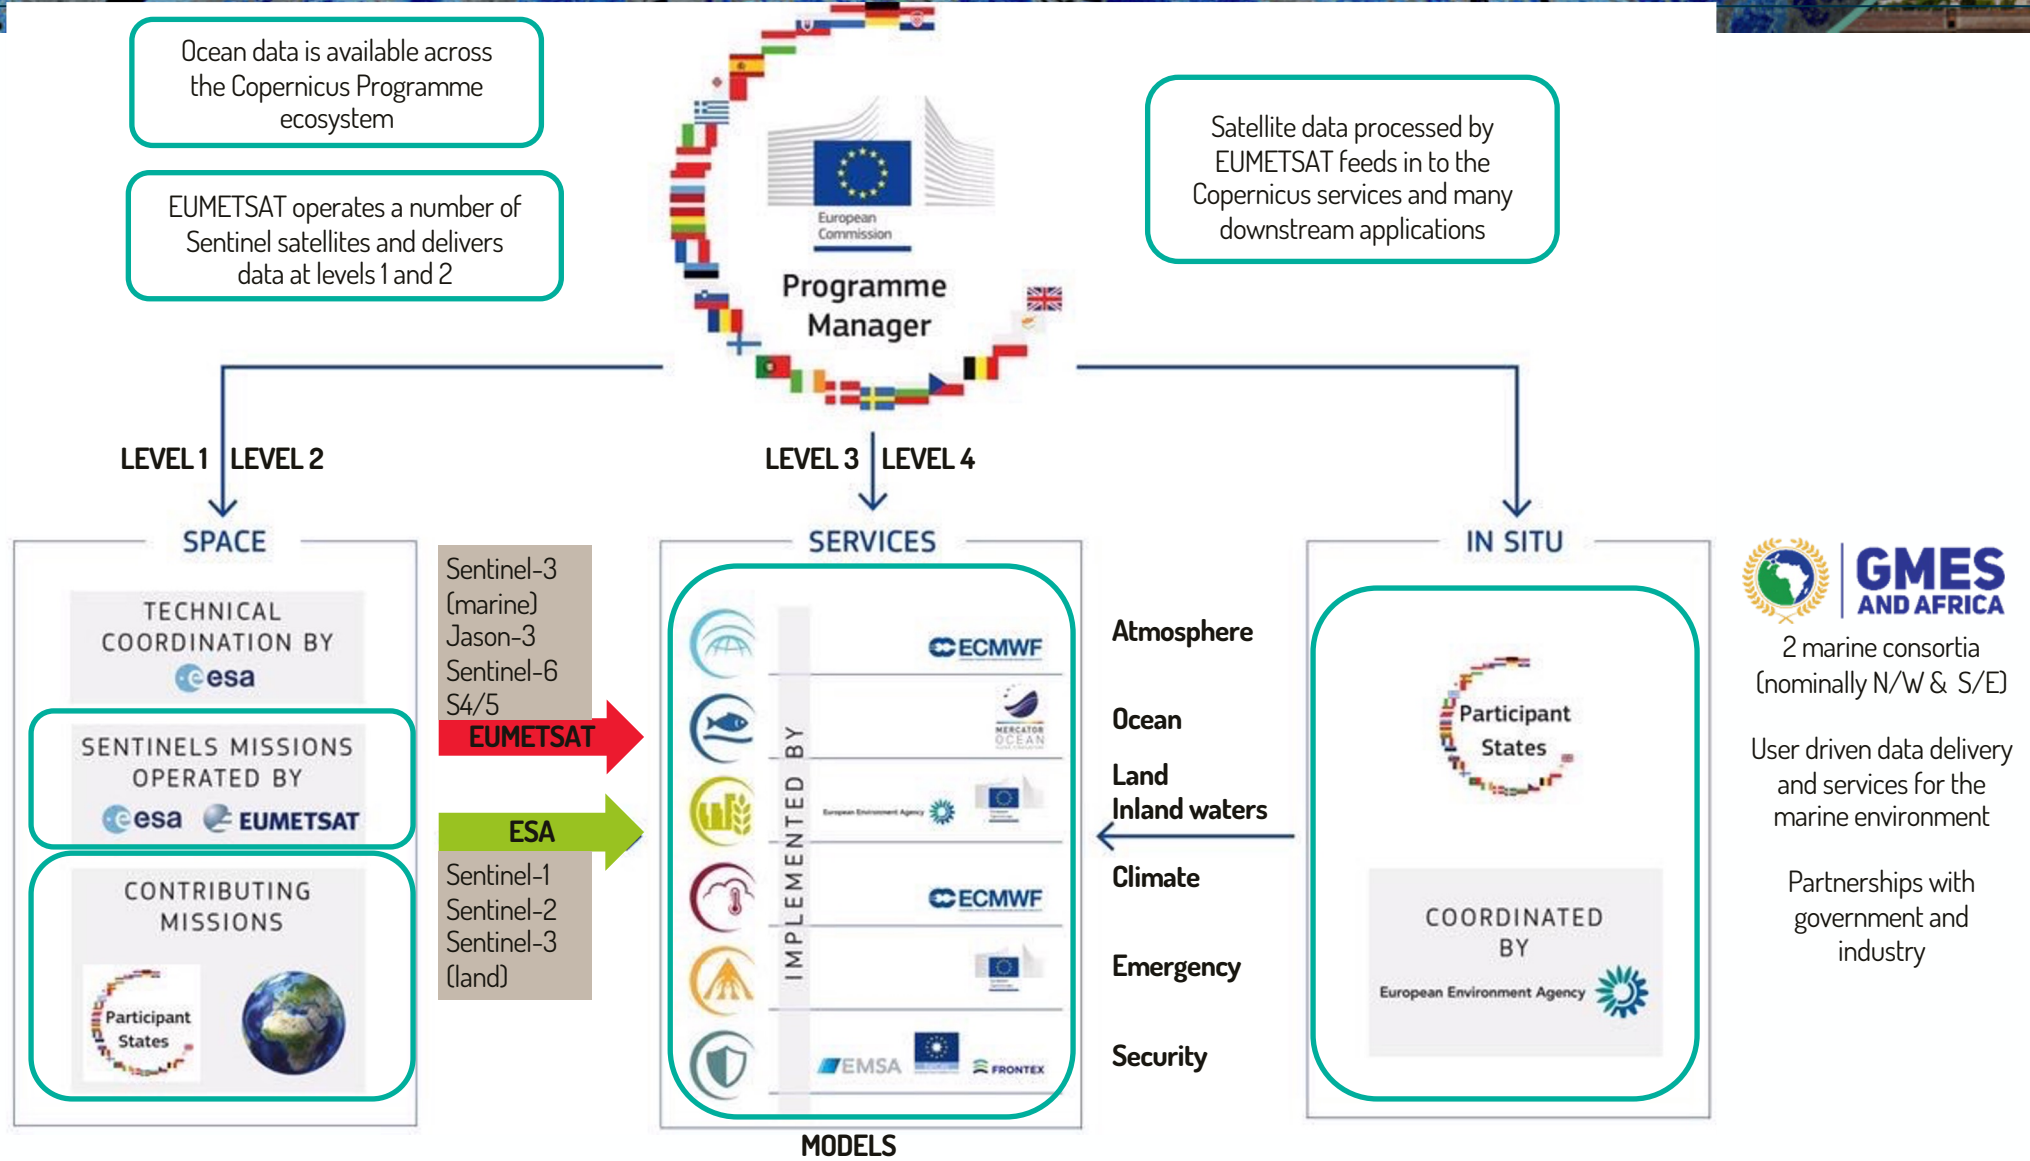 Ocean data is available across
the Copernicus Programme
ecosystem
EUMETSAT operates a number of
Sentinel satellites and delivers
data at levels 1 and 2
European
Commission
Programme
Manager
Satellite data processed by
EUMETSAT feeds in to the
Copernicus services and many
downstream applications
LEVEL 1 LEVEL 2
LEVEL 3 LEVEL 4
SPACE
TECHNICAL
COORDINATION BY
esa
SENTINELS MISSIONS
OPERATED BY
esa EUMETSAT
CONTRIBUTING
MISSIONS
Participant
States
Sentinel-3
(marine)
Jason-3
Sentinel-6
S4/5
EUMETSAT
ESA
Sentinel-1
Sentinel-2
Sentinel-3
(land)
SERVICES
IMPLEMENTED BY
ECMWF
MERCATOR
OCEAN
European Environment Agency
ECMWF
EMSA
FRONTEX
MODELS
Atmosphere
Ocean
Land
Inland waters
Climate
Emergency
Security
IN SITU
Participant
States
COORDINATED
BY
European Environment Agency
GMES
AND AFRICA
2 marine consortia
(nominally N/W & S/E)
User driven data delivery
and services for the
marine environment
Partnerships with
government and
industry